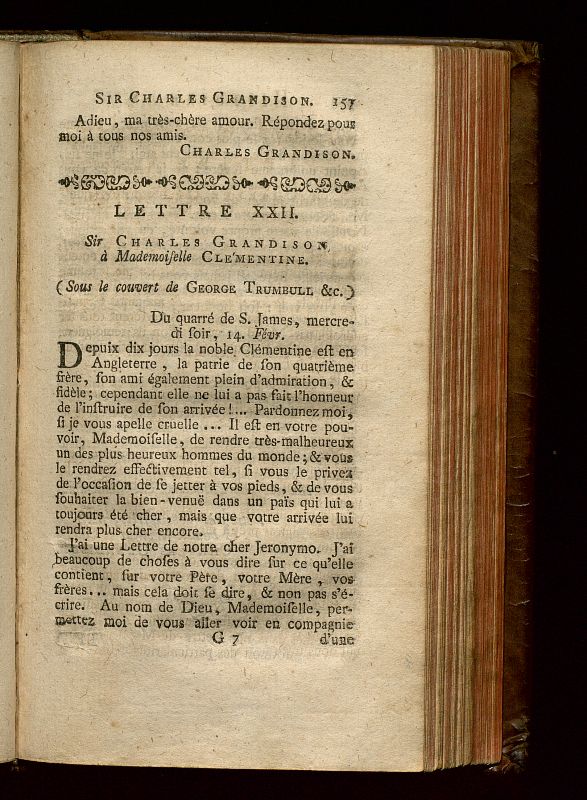 SIR CHARLES GRANDISON. 157
Adieu, ma très-chère amour. Répondez pour
moi à tous nos amis.
CHARLES GRANDISON.
LETTRE XXII.
Sir CHARLES GRANDISON,
à Mademoiſelle CLE'MENTINE.
(Sous le couvert de GEORGE TRUMBULL &c.)
Du quarré de S. James, mercre-
di ſoir, 14. Févr.
Depuix dix jours la noble Clémentine eſt en
Angleterre, la patrie de ſon quatrième
frère, ſon ami également plein d'admiration, &
fidèle; cependant elle ne lui a pas fait l'honneur
de l'inſtruire de ſon arrivée!... Pardonnez moi,
ſi je vous apelle cruelle... Il eſt en votre pou-
voir, Mademoiſelle, de rendre très-malheureux
un des plus heureux hommes du monde; & vous
le rendrez effectivement tel, ſi vous le privez
de l'occaſion de ſe jetter à vos pieds, & de vous
ſouhaiter la bien-venuë dans un païs qui lui a
toujours été cher, mais que votre arrivée lui
rendra plus cher encore.
J'ai une Lettre de notre cher Jeronymo. J'ai
beaucoup de choſes à vous dire ſur ce qu'elle
contient, ſur votre Père, votre Mère, vos
frères... mais cela doit ſe dire, & non pas s'é-
crire. Au nom de Dieu, Mademoiſelle, per-
mettez moi de vous aller voir en compagnie
G 7 d'une